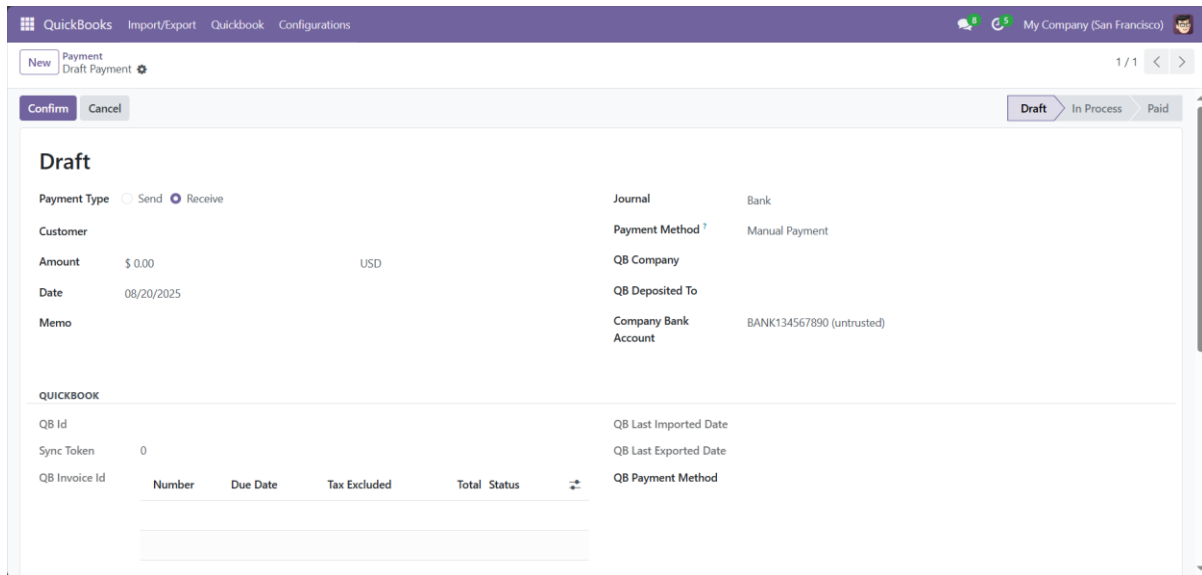 QuickBooks Import/Export Quickbook Configurations 8 5 My Company (San Francisco)
New Payment 1 / 1
Draft Payment
Confirm Cancel Draft In Process Paid
Draft
Payment Type Send Receive
Customer
Amount $ 0.00 USD
Date 08/20/2025
Memo
Journal Bank
Payment Method ? Manual Payment
QB Company
QB Deposited To
Company Bank BANK134567890 (untrusted)
Account
QUICKBOOK
QB Id
Sync Token 0
QB Invoice Id
Number Due Date Tax Excluded Total Status
QB Last Imported Date
QB Last Exported Date
QB Payment Method